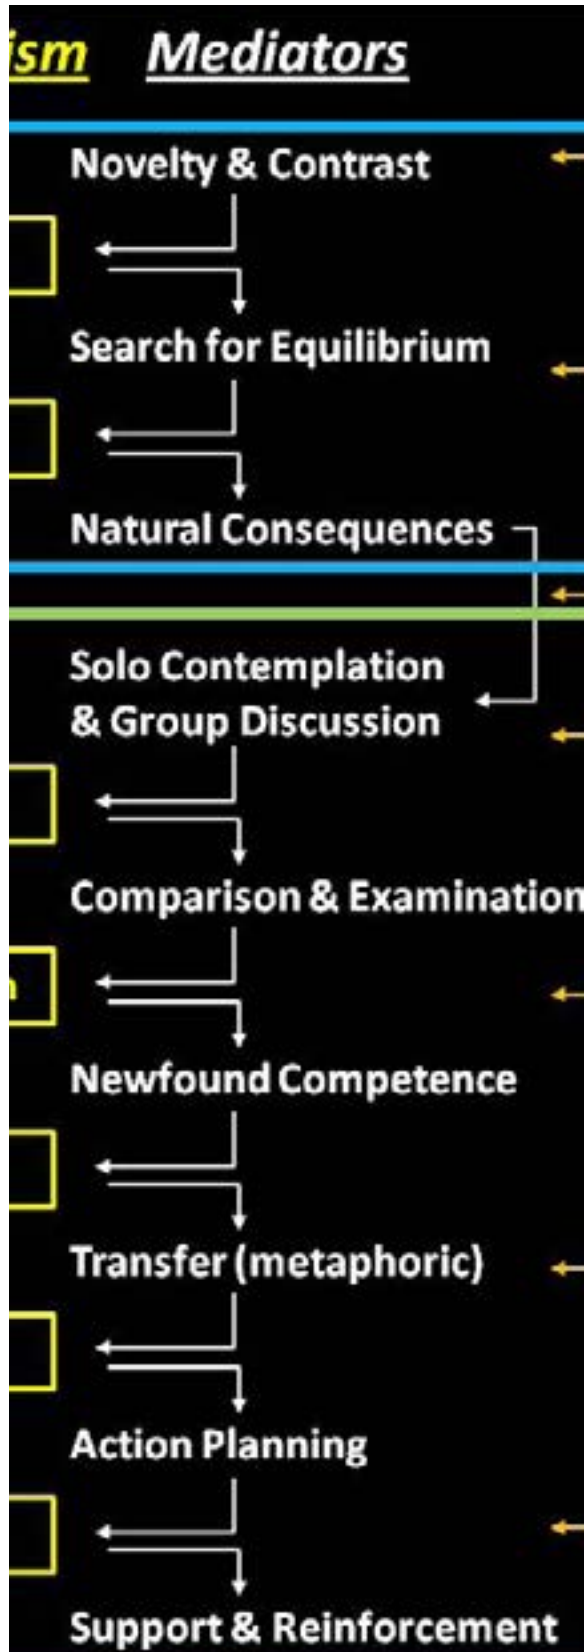 ism Mediators
Novelty & Contrast
Search for Equilibrium
Natural Consequences
Solo Contemplation
& Group Discussion
Comparison & Examination
n
Newfound Competence
Transfer (metaphoric)
Action Planning
Support & Reinforcement